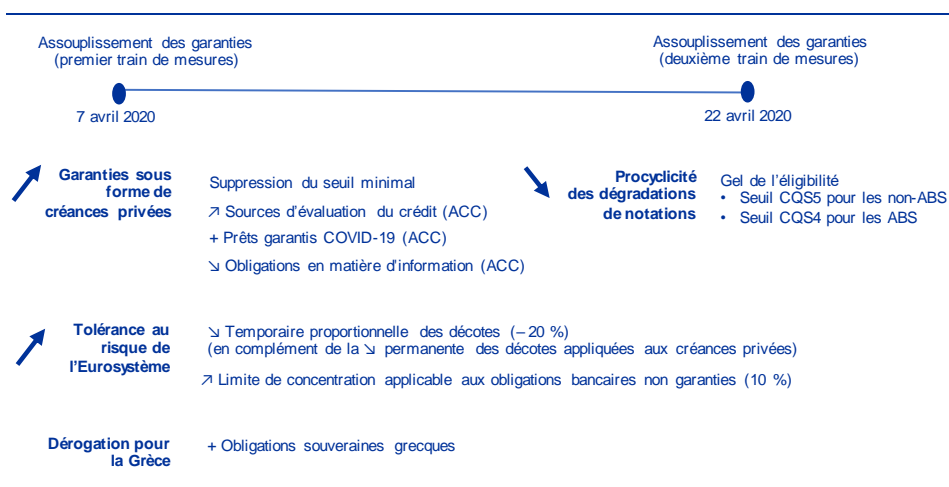 Assouplissement des garanties
(premier train de mesures)
Assouplissement des garanties
(deuxième train de mesures)
7 avril 2020
22 avril 2020
Garanties sous
forme de
créances privées
Suppression du seuil minimal
↗ Sources d'évaluation du crédit (ACC)
+ Prêts garantis COVID-19 (ACC)
↘ Obligations en matière d'information (ACC)
Procyclicité
des dégradations
de notations
Gel de l'éligibilité
• Seuil CQS5 pour les non-ABS
• Seuil CQS4 pour les ABS
Tolérance au
risque de
l'Eurosystème
↘ Temporaire proportionnelle des décotes (– 20 %)
(en complément de la ↘ permanente des décotes appliquées aux créances privées)
↗ Limite de concentration applicable aux obligations bancaires non garanties (10 %)
Dérogation pour
la Grèce
+ Obligations souveraines grecques